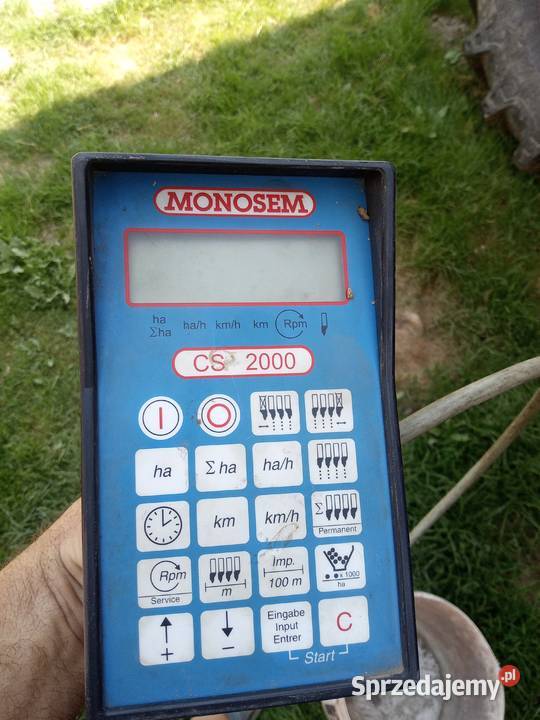 MONOSEM
ha ha/h km/h km Rpm
Σha
CS 2000
I O
ha Σha ha/h
km km/h Σ
Permanent
Rpm
Service
m
Imp.
100 m
x 1000
ha
+
-
Eingabe
Input
Entrer
C
Start
Sprzedajemy.pl